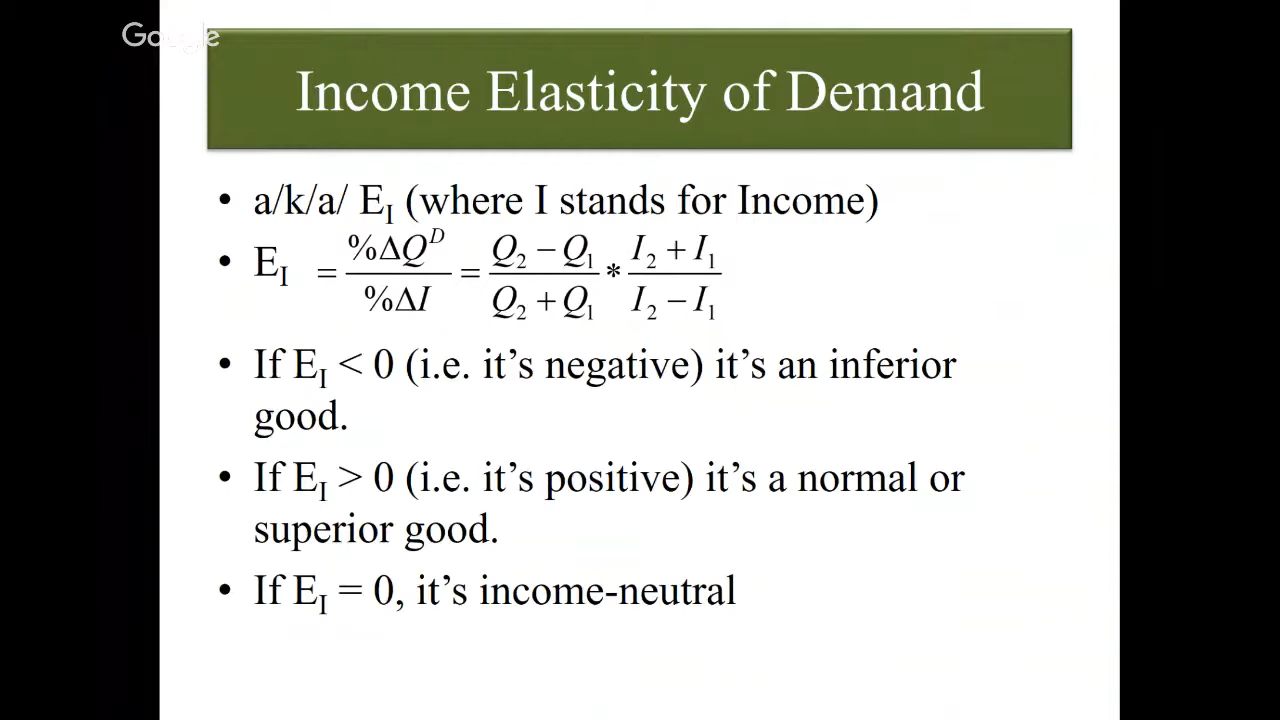 Google
Income Elasticity of Demand
• a/k/a/ E_I (where I stands for Income)
• E_I = %ΔQ^D / %ΔI = (Q_2 − Q_1) / (Q_2 + Q_1) * (I_2 + I_1) / (I_2 − I_1)
• If E_I < 0 (i.e. it’s negative) it’s an inferior
good.
• If E_I > 0 (i.e. it’s positive) it’s a normal or
superior good.
• If E_I = 0, it’s income-neutral